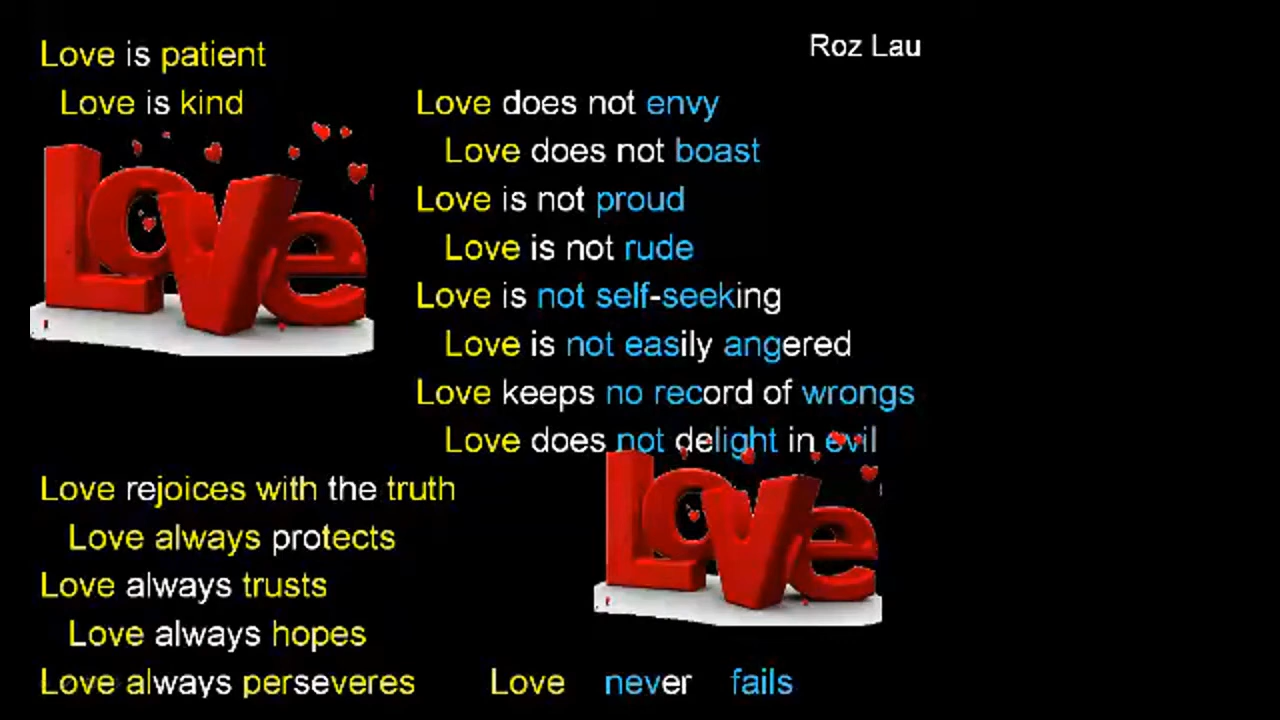 Roz Lau
Love is patient
Love is kind
Love
Love does not envy
Love does not boast
Love is not proud
Love is not rude
Love is not self-seeking
Love is not easily angered
Love keeps no record of wrongs
Love does not delight in evil
Love rejoices with the truth
Love always protects
Love always trusts
Love always hopes
Love always perseveres
Love
Love never fails